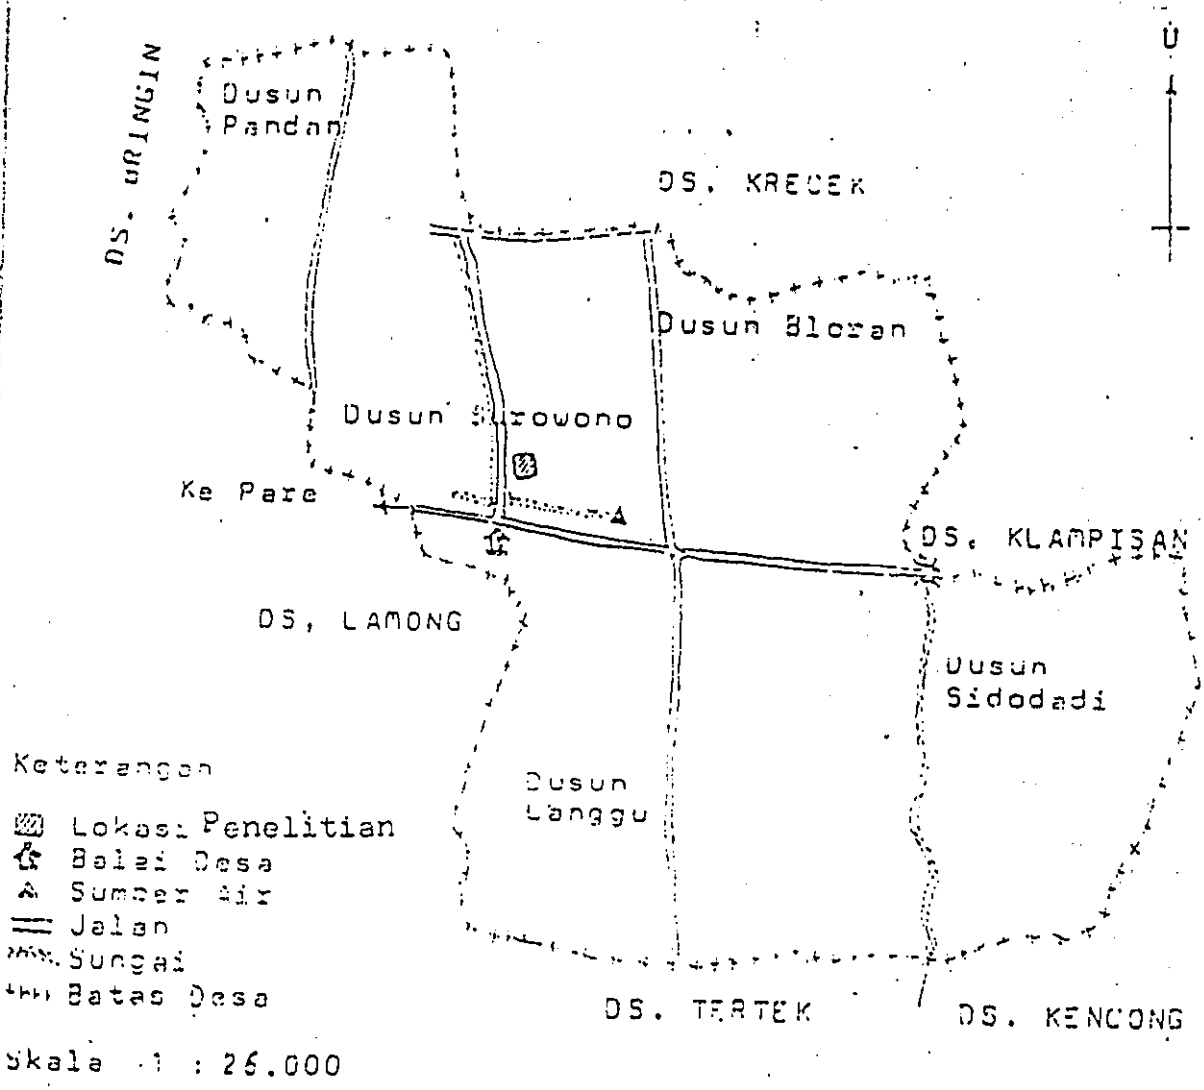 U
DS. URINGIN
Dusun
Pandan
DS. KRECEK
Dusun Bloran
Dusun Surowono
Ke Pare
DS. KLAMPISAN
DS. LAMONG
Dusun
Sidodadi
Dusun
Langgu
Keterangan
Lokasi Penelitian
Balai Desa
Sumber Air
Jalan
Sungai
Batas Desa
DS. TERTEK
DS. KENCONG
Skala 1 : 25.000